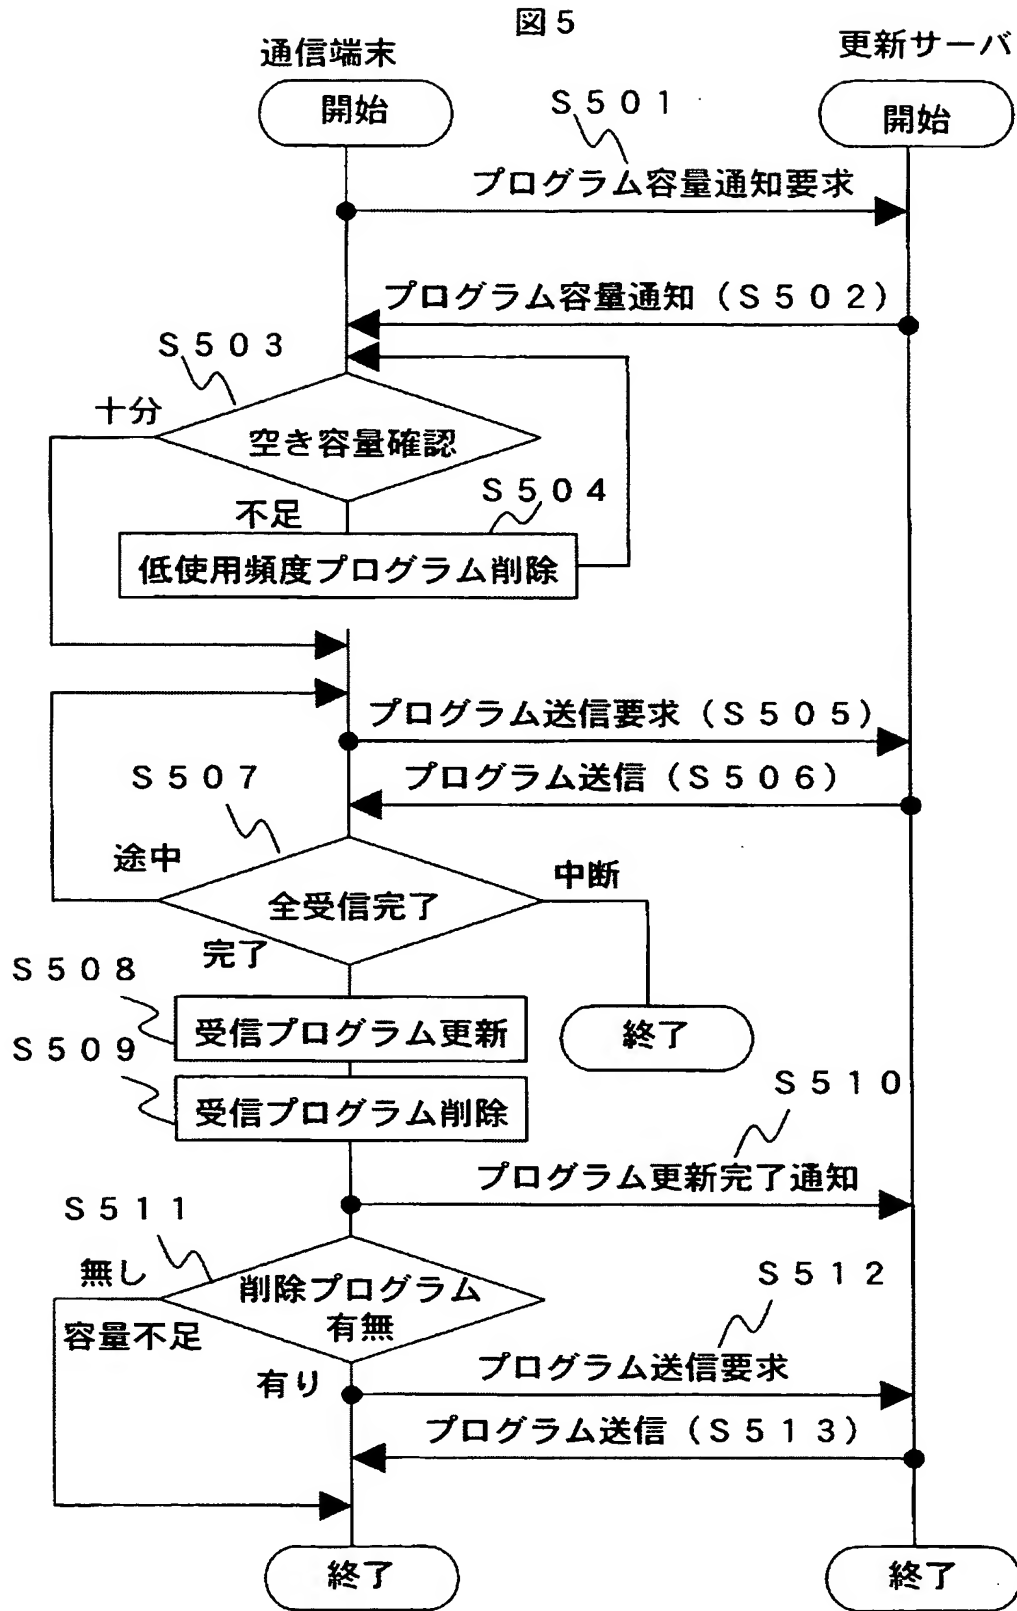 図5
通信端末
更新サーバ
開始
開始
S501
プログラム容量通知要求
プログラム容量通知（S502）
S503
十分
空き容量確認
S504
不足
低使用頻度プログラム削除
プログラム送信要求（S505）
プログラム送信（S506）
S507
途中
中断
全受信完了
完了
S508
受信プログラム更新
終了
S509
受信プログラム削除
S510
プログラム更新完了通知
S511
無し
削除プログラム
有無
容量不足
S512
有り
プログラム送信要求
プログラム送信（S513）
終了
終了